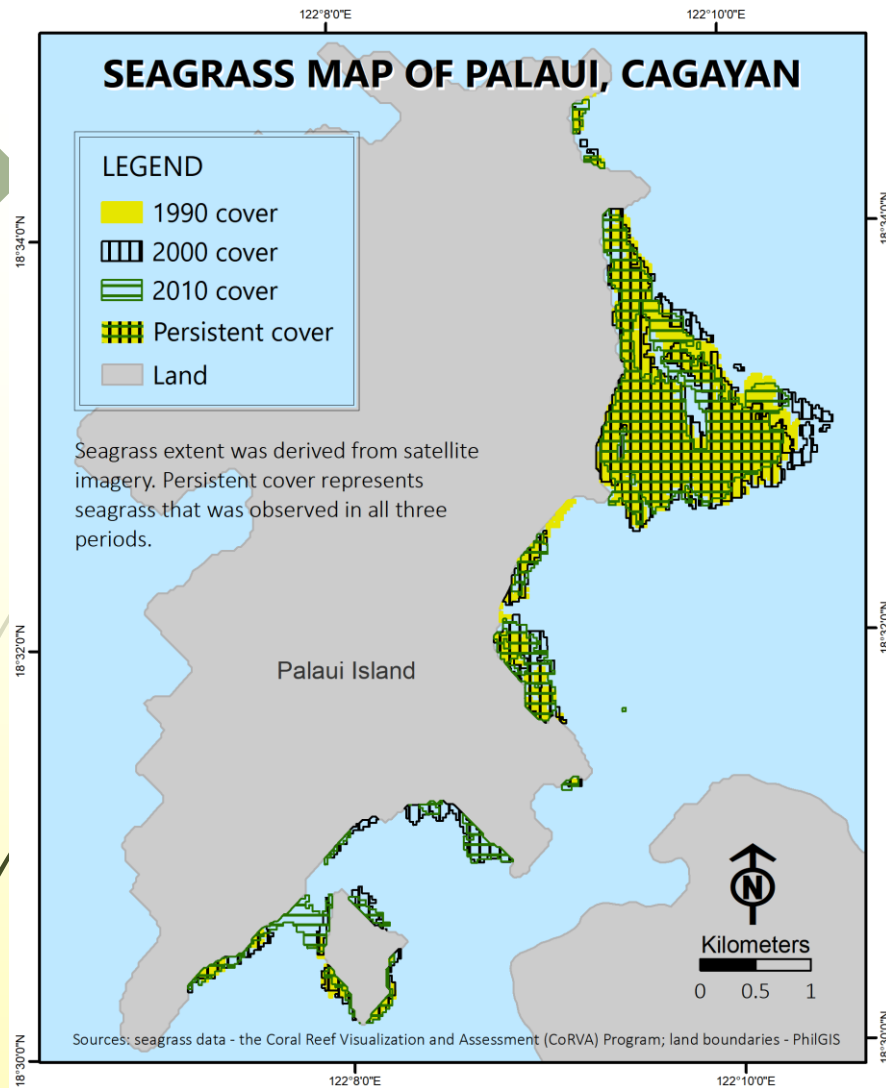 122°8'0"E
122°10'0"E
SEAGRASS MAP OF PALAUI, CAGAYAN
LEGEND
1990 cover
2000 cover
2010 cover
Persistent cover
Land
18°34'0"N
18°34'0"N
Seagrass extent was derived from satellite
imagery. Persistent cover represents
seagrass that was observed in all three
periods.
18°32'0"N
18°32'0"N
Palaui Island
N
Kilometers
0 0.5 1
Sources: seagrass data - the Coral Reef Visualization and Assessment (CoRVA) Program; land boundaries - PhilGIS
18°30'0"N
18°30'0"N
122°8'0"E
122°10'0"E